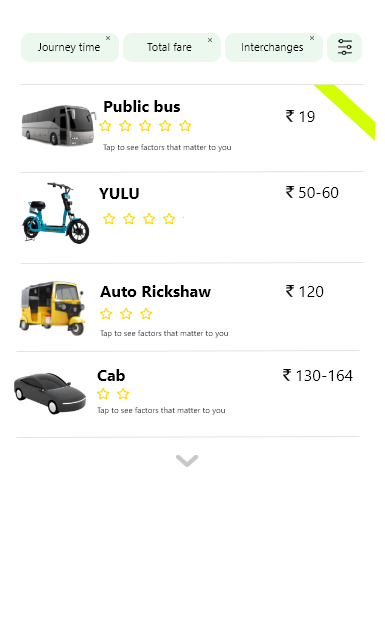 Journey time × Total fare × Interchanges ×
Public bus ₹ 19
Tap to see factors that matter to you
YULU ₹ 50-60
Auto Rickshaw ₹ 120
Tap to see factors that matter to you
Cab ₹ 130-164
Tap to see factors that matter to you